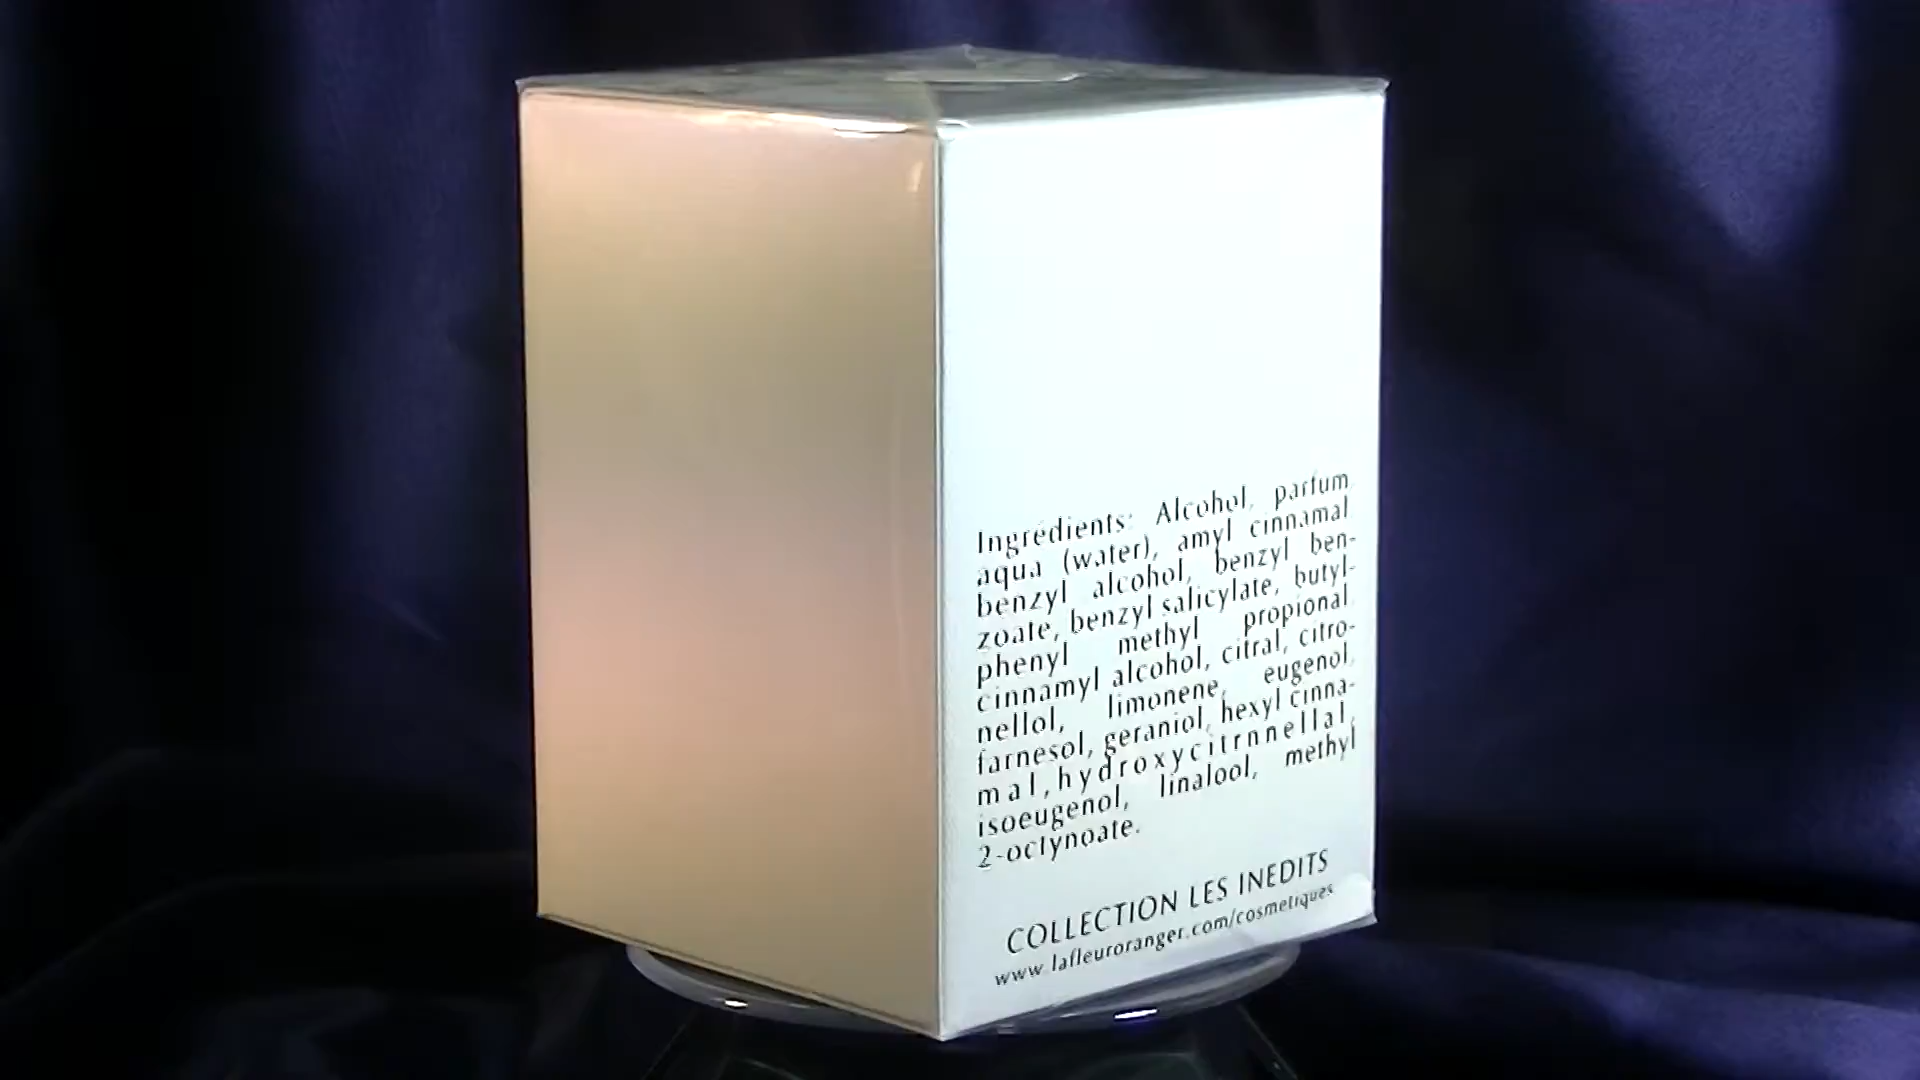 Ingrédients: Alcohol, parfum,
aqua (water), amyl cinnamal
benzyl alcohol, benzyl ben-
zoate, benzyl salicylate, butyl-
phenyl methyl propional,
cinnamyl alcohol, citral, citro-
nellol, limonene, eugenol,
farnesol, geraniol, hexyl cinna-
mal, hydroxycitrnnellal,
isoeugenol, linalool, methyl
2-octynoate.
COLLECTION LES INEDITS
www.lafleuroranger.com/cosmetiques